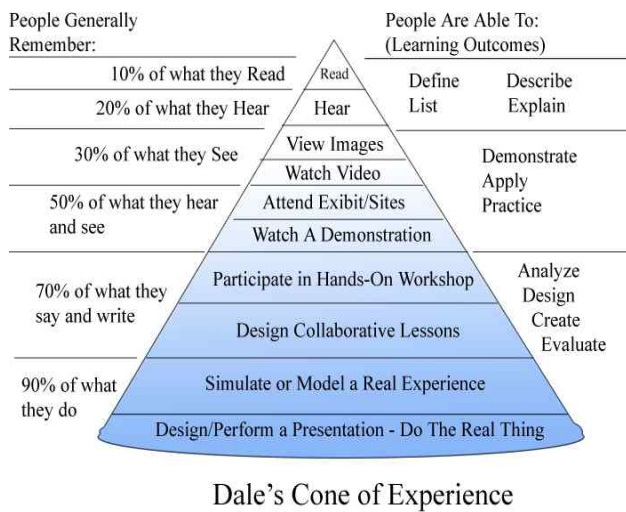 People Generally
Remember:
10% of what they Read
20% of what they Hear
30% of what they See
50% of what they hear
and see
70% of what they
say and write
90% of what
they do
Read
Hear
View Images
Watch Video
Attend Exibit/Sites
Watch A Demonstration
Participate in Hands-On Workshop
Design Collaborative Lessons
Simulate or Model a Real Experience
Design/Perform a Presentation - Do The Real Thing
People Are Able To:
(Learning Outcomes)
Define Describe
List Explain
Demonstrate
Apply
Practice
Analyze
Design
Create
Evaluate
Dale's Cone of Experience